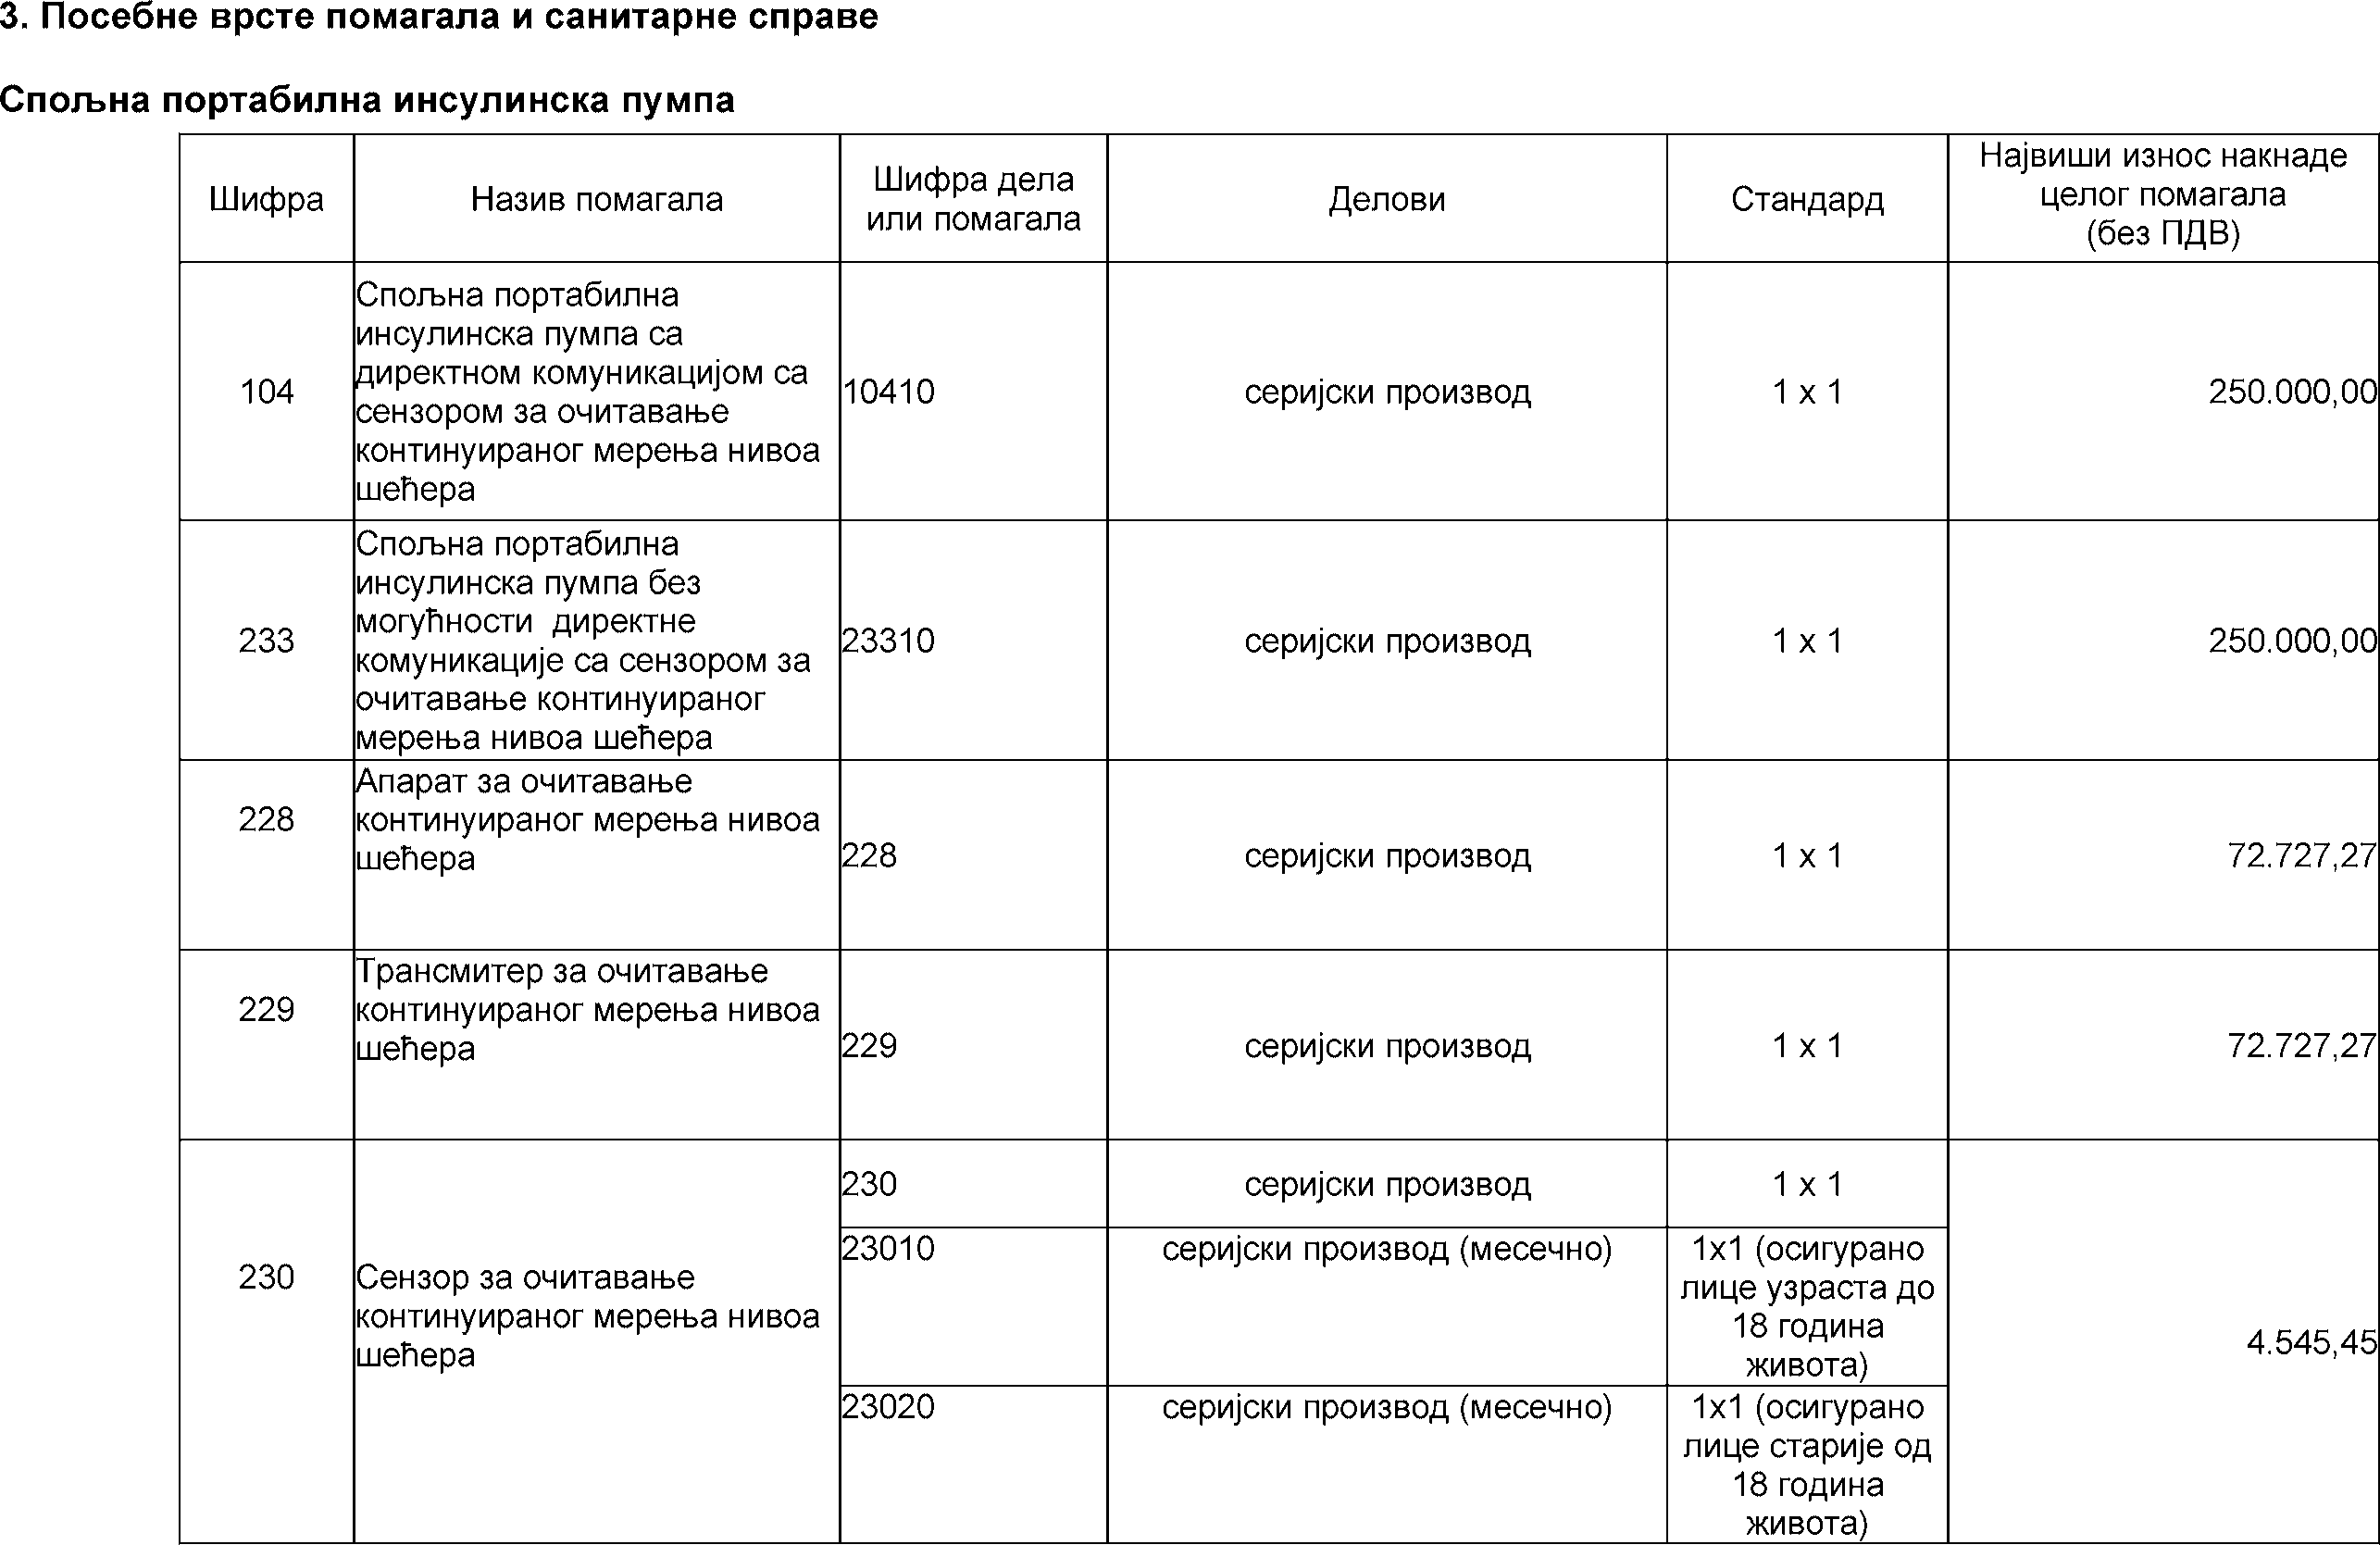 3. Посебне врсте помагала и санитарне справе
Спољна портабилна инсулинска пумпа
Шифра
Назив помагала
Шифра дела
или помагала
Делови
Стандард
Највиши износ накнаде
целог помагала
(без ПДВ)
104
Спољна портабилна
инсулинска пумпа са
директном комуникацијом са
сензором за очитавање
континуираног мерења нивоа
шећера
10410
серијски производ
1 x 1
250.000,00
233
Спољна портабилна
инсулинска пумпа без
могућности  директне
комуникације са сензором за
очитавање континуираног
мерења нивоа шећера
23310
серијски производ
1 x 1
250.000,00
228
Апарат за очитавање
континуираног мерења нивоа
шећера
228
серијски производ
1 x 1
72.727,27
229
Трансмитер за очитавање
континуираног мерења нивоа
шећера
229
серијски производ
1 x 1
72.727,27
230
Сензор за очитавање
континуираног мерења нивоа
шећера
230
серијски производ
1 x 1
23010
серијски производ (месечно)
1x1 (осигурано
лице узраста до
18 година
живота)
23020
серијски производ (месечно)
1x1 (осигурано
лице старије од
18 година
живота)
4.545,45